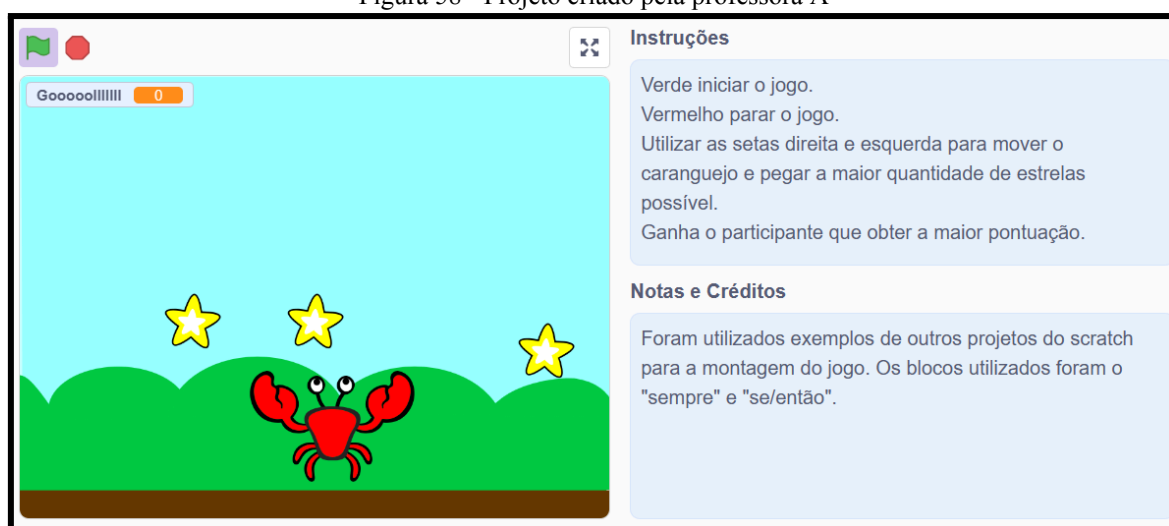 Figura 58 - Projeto criado pela professora A
Instruções
Gooooolllllll 0
Verde iniciar o jogo.
Vermelho parar o jogo.
Utilizar as setas direita e esquerda para mover o
caranguejo e pegar a maior quantidade de estrelas
possível.
Ganha o participante que obter a maior pontuação.
Notas e Créditos
Foram utilizados exemplos de outros projetos do scratch
para a montagem do jogo. Os blocos utilizados foram o
"sempre" e "se/então".